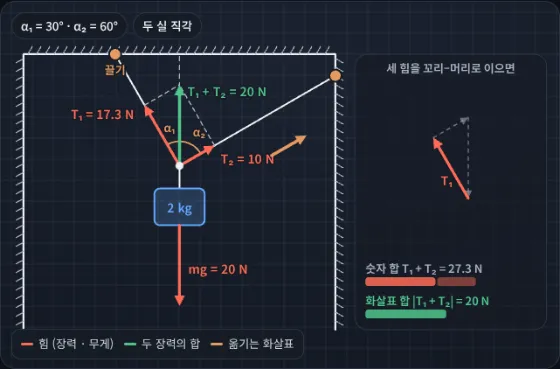 α₁ = 30° · α₂ = 60°
두 실 직각
끌기
T₁ + T₂ = 20 N
T₁ = 17.3 N
α₁
α₂
T₂ = 10 N
2 kg
mg = 20 N
세 힘을 꼬리–머리로 이으면
T₁
숫자 합 T₁ + T₂ = 27.3 N
화살표 합 |T₁ + T₂| = 20 N
힘 (장력 · 무게)
두 장력의 합
옮기는 화살표